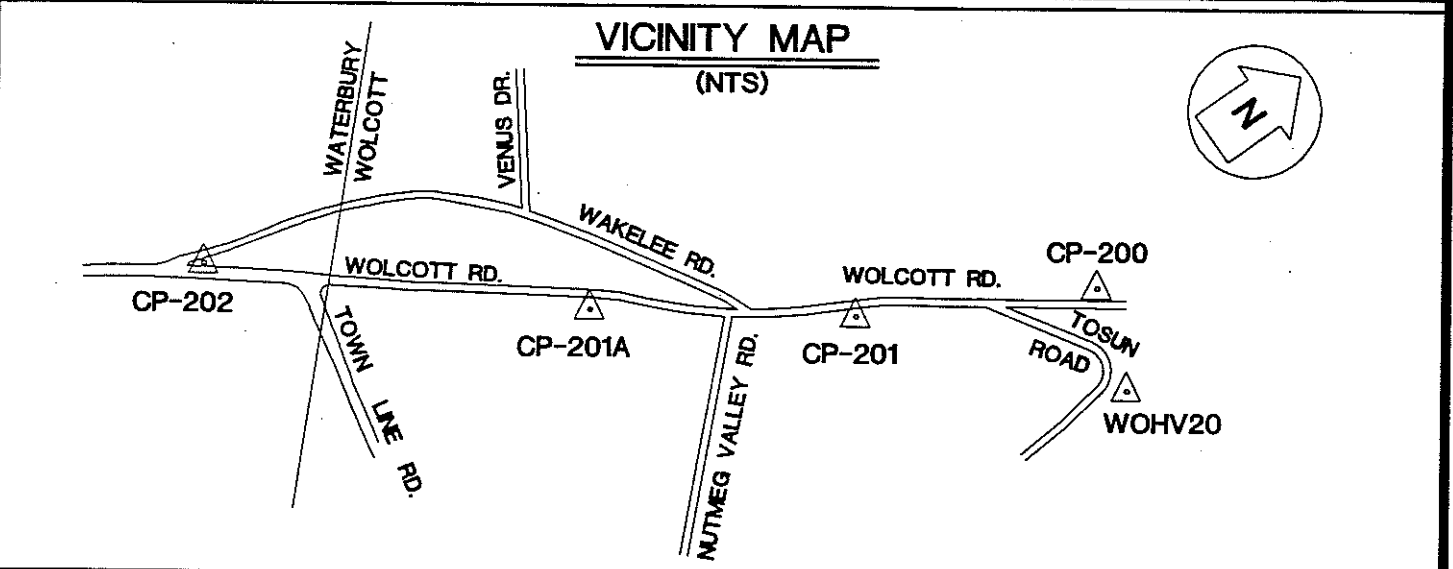 VICINITY MAP
(NTS)
N
WATERBURY
WOLCOTT
VENUS DR.
WAKELEE RD.
CP-202
WOLCOTT RD.
WOLCOTT RD.
CP-200
TOWN LINE RD.
CP-201A
NUTMEG VALLEY RD.
CP-201
TOSUN
ROAD
WOHV20